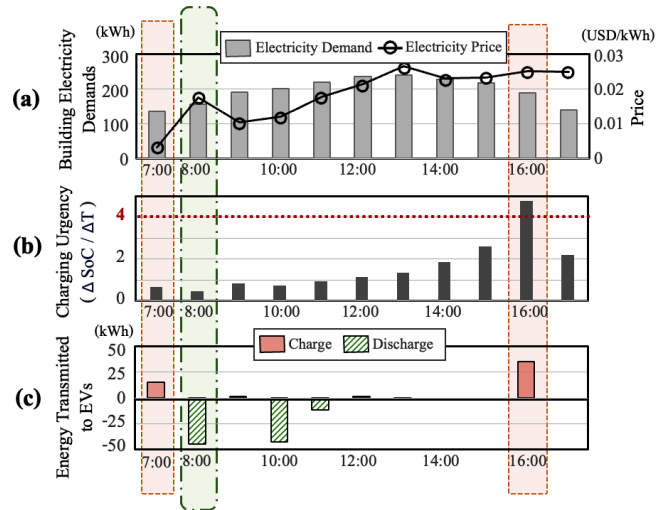 (kWh)
(USD/kWh)
Electricity Demand
Electricity Price
300
200
100
0
0.03
0.02
0.01
0
(a)
Building Electricity
Demands
Price
7:00
8:00
10:00
12:00
14:00
16:00
(b)
Charging Urgency
( Δ SoC / ΔT )
4
2
0
7:00
8:00
10:00
12:00
14:00
16:00
(kWh)
Charge
Discharge
50
25
0
-25
-50
(c)
Energy Transmitted
to EVs
7:00
8:00
10:00
12:00
14:00
16:00